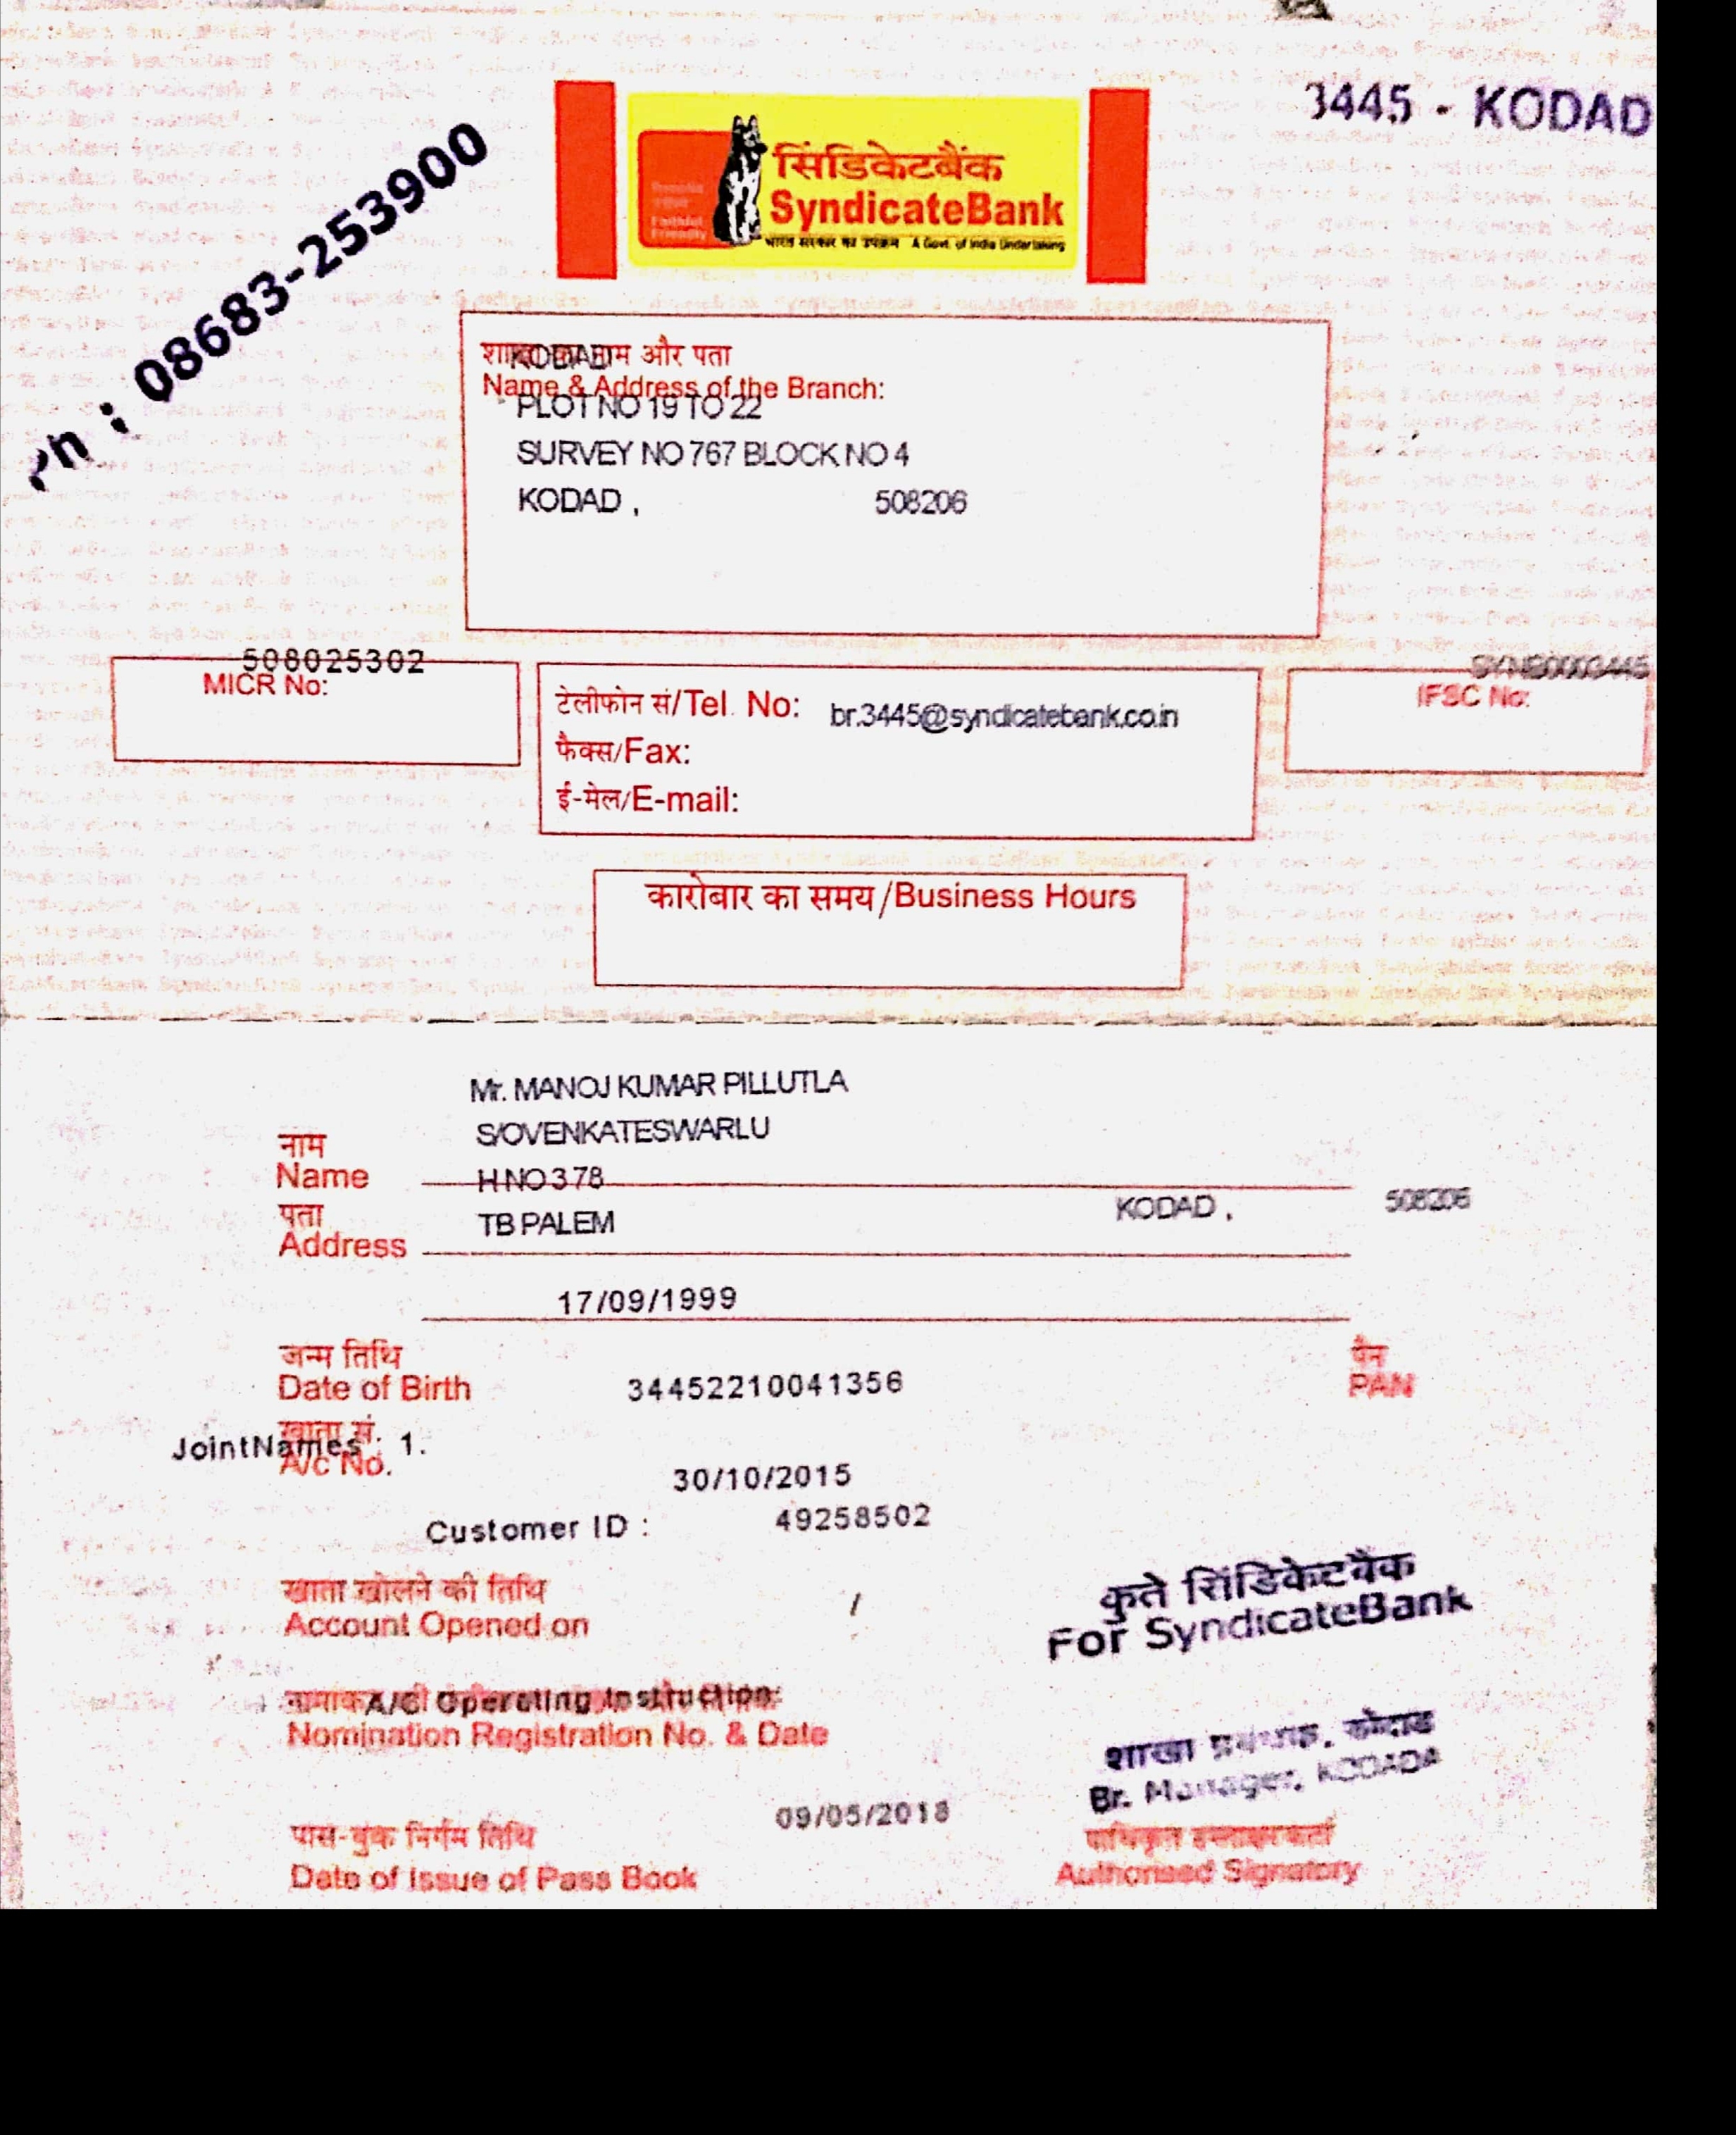 3445 - KODAD
Ph : 08683-253900
सिंडिकेटबैंक
SyndicateBank
Faithful
Friendly
भारत सरकार का उपक्रम A Govt. of India Undertaking
शाखा का नाम और पता
KODAD
Name & Address of the Branch:
PLOT NO 19 TO 22
SURVEY NO 767 BLOCK NO 4
KODAD , 508206
508025302
MICR No:
टेलीफोन सं/Tel. No: br.3445@syndicatebank.co.in
फैक्स/Fax:
ई-मेल/E-mail:
SYNB0003445
IFSC No:
कारोबार का समय/Business Hours
Mr. MANOJ KUMAR PILLUTLA
S/OVENKATESWARLU
नाम
Name H NO 378
पता KODAD , 508206
Address TB PALEM
17/09/1999
जन्म तिथि पैन
Date of Birth 34452210041356 PAN
खाता सं.
JointNames 1.
A/c No.
30/10/2015
Customer ID : 49258502
खाता खोलने की तिथि
Account Opened on
कृते सिंडिकेटबैंक
For SyndicateBank
A/C Operating Instruction:
Nomination Registration No. & Date
शाखा
Br. Manager, KODADA
09/05/2018
पास-बुक निर्गम तिथि
Date of Issue of Pass Book
प्राधिकृत हस्ताक्षरकर्ता
Authorised Signatory